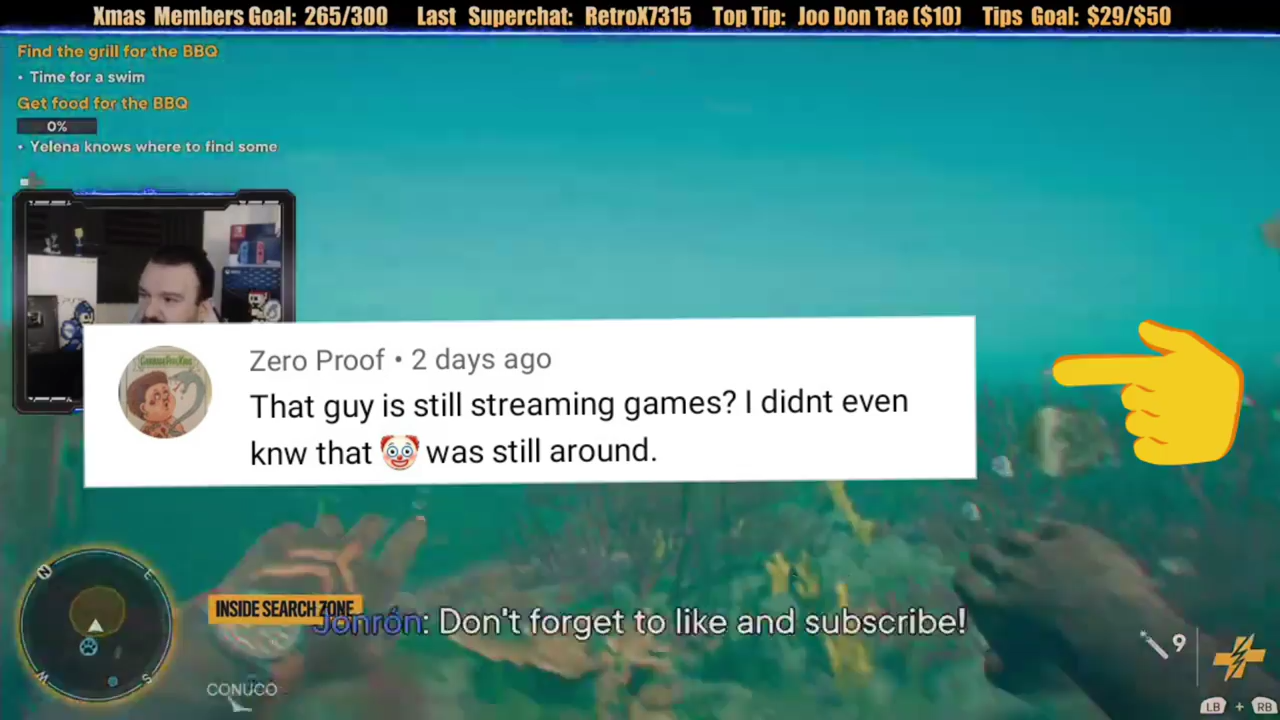 Xmas Members Goal: 265/300 Last Superchat: RetroX7315 Top Tip: Joo Don Tae ($10) Tips Goal: $29/$50
Find the grill for the BBQ
• Time for a swim
Get food for the BBQ
0%
• Yelena knows where to find some
Zero Proof • 2 days ago
That guy is still streaming games? I didnt even
knw that 🤡 was still around.
N
E
W
S
INSIDE SEARCH ZONE
Jonrón: Don't forget to like and subscribe!
CONUCO
9
LB + RB